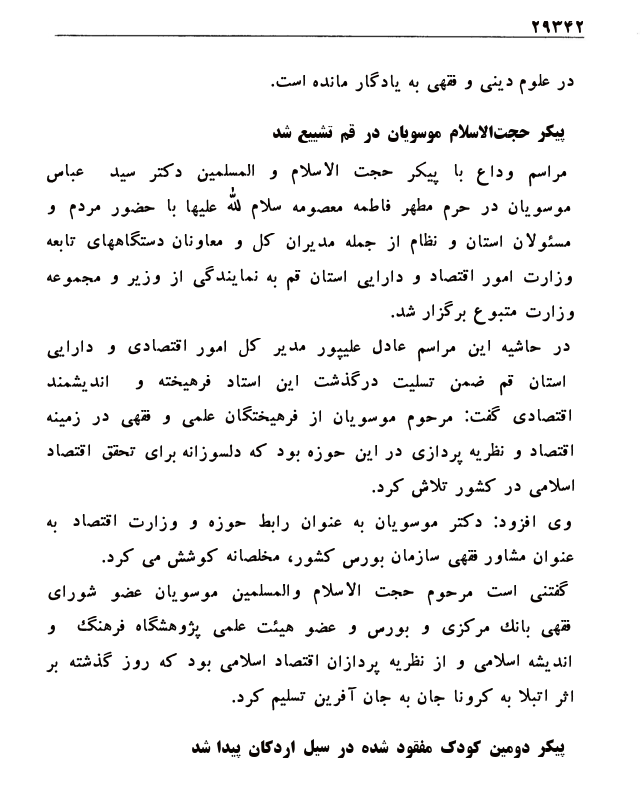 ۲۹۳۴۲
در علوم دینی و فقهی به یادگار مانده است.
پیکر حجت‌الاسلام موسویان در قم تشییع شد
مراسم وداع با پیکر حجت الاسلام و المسلمین دکتر سید عباس
موسویان در حرم مطهر فاطمه معصومه سلام لله علیها با حضور مردم و
مسئولان استان و نظام از جمله مدیران کل و معاونان دستگاههای تابعه
وزارت امور اقتصاد و دارایی استان قم به نمایندگی از وزیر و مجموعه
وزارت متبوع برگزار شد.
در حاشیه این مراسم عادل علیپور مدیر کل امور اقتصادی و دارایی
استان قم ضمن تسلیت درگذشت این استاد فرهیخته و اندیشمند
اقتصادی گفت: مرحوم موسویان از فرهیختگان علمی و فقهی در زمینه
اقتصاد و نظریه پردازی در این حوزه بود که دلسوزانه برای تحقق اقتصاد
اسلامی در کشور تلاش کرد.
وی افزود: دکتر موسویان به عنوان رابط حوزه و وزارت اقتصاد به
عنوان مشاور فقهی سازمان بورس کشور، مخلصانه کوشش می کرد.
گفتنی است مرحوم حجت الاسلام والمسلمین موسویان عضو شورای
فقهی بانك مرکزی و بورس و عضو هیئت علمی پژوهشگاه فرهنگ و
اندیشه اسلامی و از نظریه پردازان اقتصاد اسلامی بود که روز گذشته بر
اثر اتبلا به کرونا جان به جان آفرین تسلیم کرد.
پیکر دومین کودک مفقود شده در سیل اردکان پیدا شد